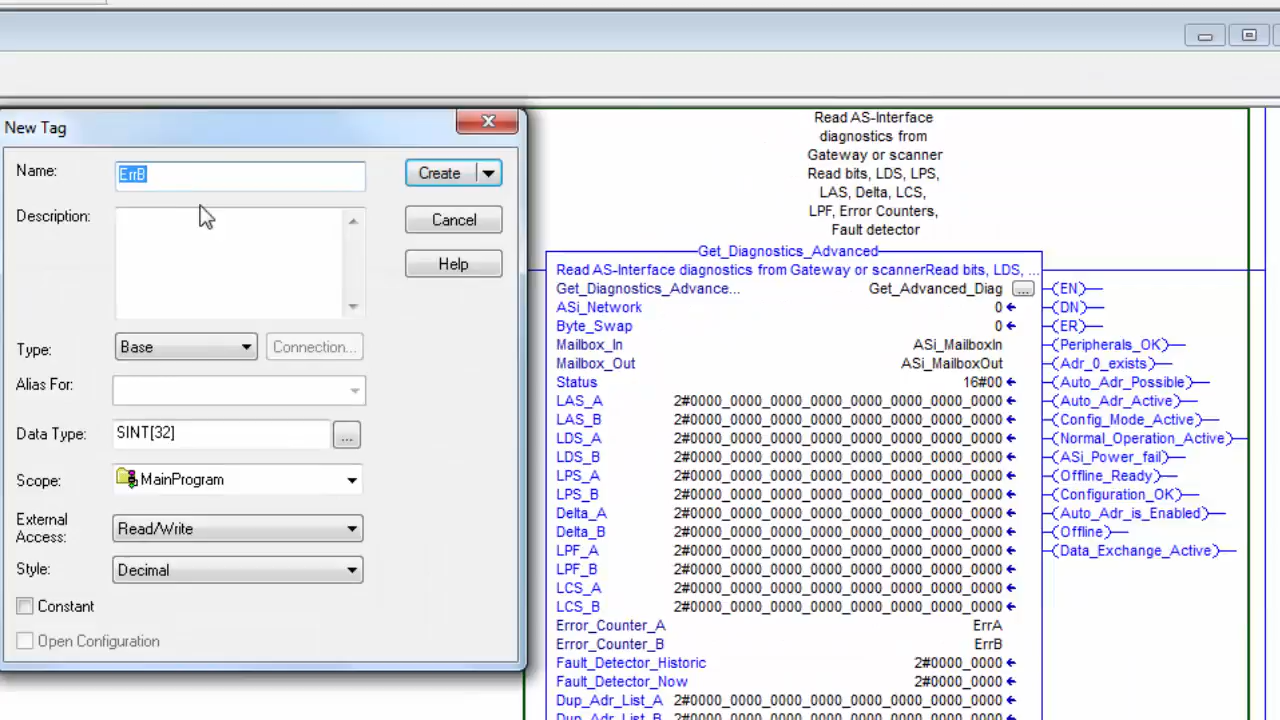 New Tag
Name:
ErrB
Create
Description:
Cancel
Help
Type:
Base
Connection...
Alias For:
Data Type:
SINT[32]
...
Scope:
MainProgram
External
Access:
Read/Write
Style:
Decimal
Constant
Open Configuration
Read AS-Interface
diagnostics from
Gateway or scanner
Read bits, LDS, LPS,
LAS, Delta, LCS,
LPF, Error Counters,
Fault detector
Get_Diagnostics_Advanced
Read AS-Interface diagnostics from Gateway or scannerRead bits, LDS, ...
Get_Diagnostics_Advance... Get_Advanced_Diag ... (EN)
ASi_Network 0 (DN)
Byte_Swap 0 (ER)
Mailbox_In ASi_MailboxIn (Peripherals_OK)
Mailbox_Out ASi_MailboxOut (Adr_0_exists)
Status 16#00 (Auto_Adr_Possible)
LAS_A 2#0000_0000_0000_0000_0000_0000_0000_0000 (Auto_Adr_Active)
LAS_B 2#0000_0000_0000_0000_0000_0000_0000_0000 (Config_Mode_Active)
LDS_A 2#0000_0000_0000_0000_0000_0000_0000_0000 (Normal_Operation_Active)
LDS_B 2#0000_0000_0000_0000_0000_0000_0000_0000 (ASi_Power_fail)
LPS_A 2#0000_0000_0000_0000_0000_0000_0000_0000 (Offline_Ready)
LPS_B 2#0000_0000_0000_0000_0000_0000_0000_0000 (Configuration_OK)
Delta_A 2#0000_0000_0000_0000_0000_0000_0000_0000 (Auto_Adr_is_Enabled)
Delta_B 2#0000_0000_0000_0000_0000_0000_0000_0000 (Offline)
LPF_A 2#0000_0000_0000_0000_0000_0000_0000_0000 (Data_Exchange_Active)
LPF_B 2#0000_0000_0000_0000_0000_0000_0000_0000
LCS_A 2#0000_0000_0000_0000_0000_0000_0000_0000
LCS_B 2#0000_0000_0000_0000_0000_0000_0000_0000
Error_Counter_A ErrA
Error_Counter_B ErrB
Fault_Detector_Historic 2#0000_0000
Fault_Detector_Now 2#0000_0000
Dup_Adr_List_A 2#0000_0000_0000_0000_0000_0000_0000_0000
Dup_Adr_List_B 2#0000_0000_0000_0000_0000_0000_0000_0000